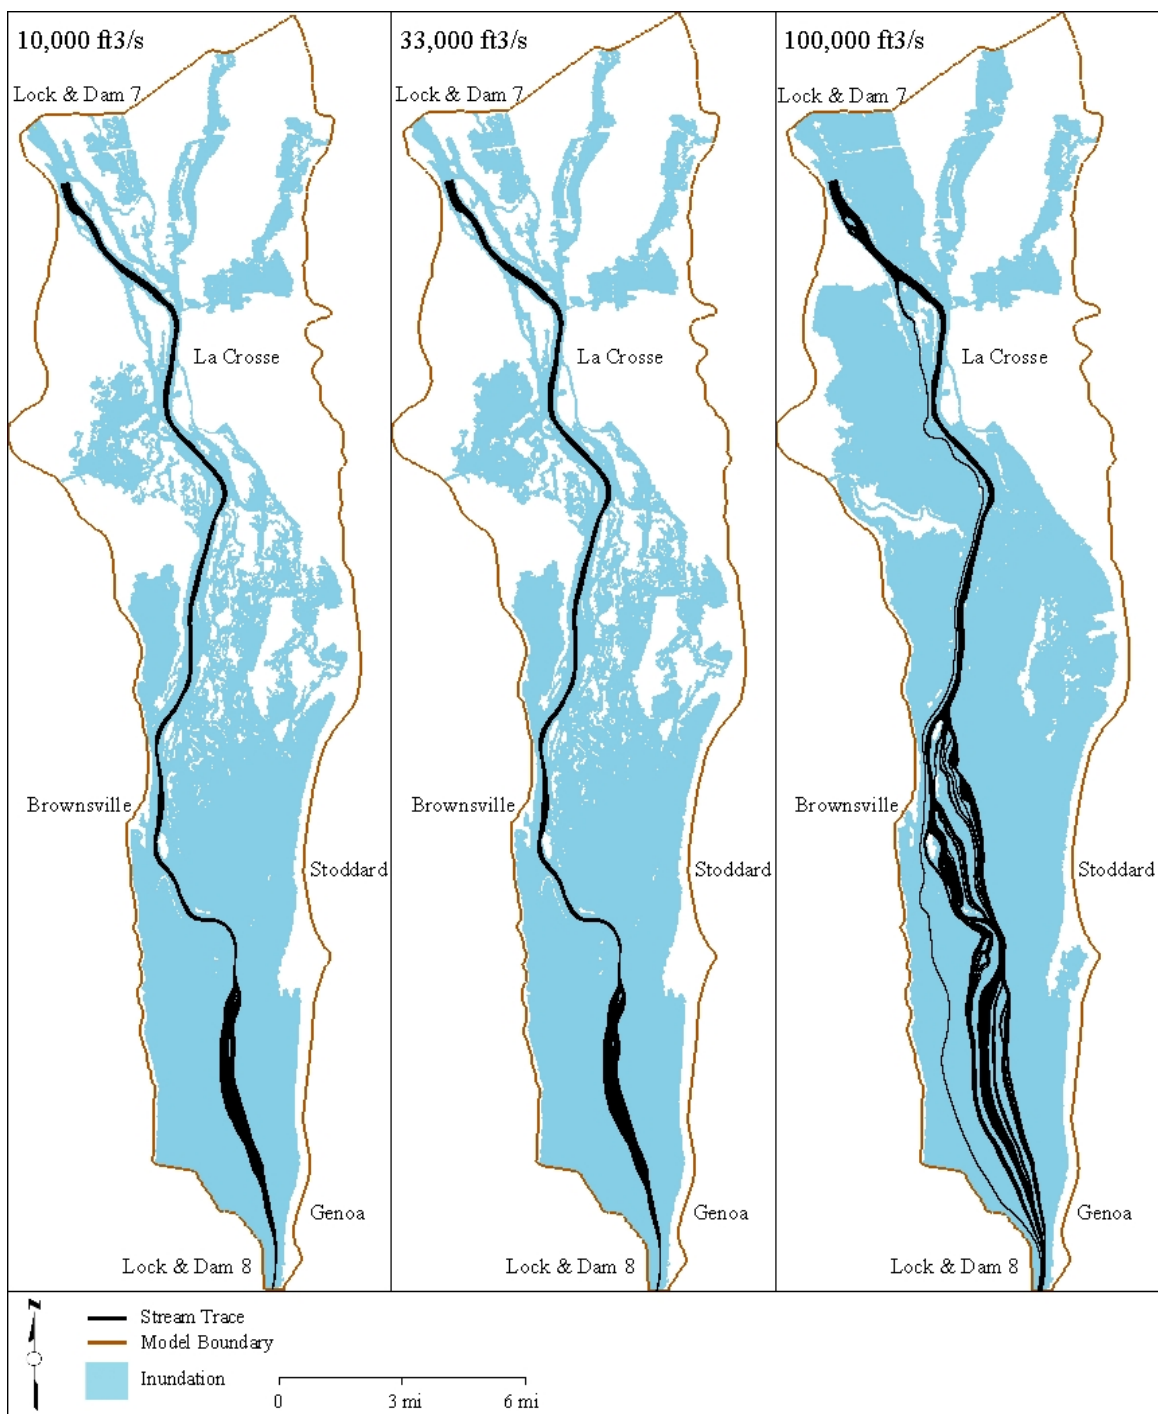 10,000 ft3/s
Lock & Dam 7
La Crosse
Brownsville
Stoddard
Genoa
Lock & Dam 8
33,000 ft3/s
Lock & Dam 7
La Crosse
Brownsville
Stoddard
Genoa
Lock & Dam 8
100,000 ft3/s
Lock & Dam 7
La Crosse
Brownsville
Stoddard
Genoa
Lock & Dam 8
N
Stream Trace
Model Boundary
Inundation
0 3 mi 6 mi